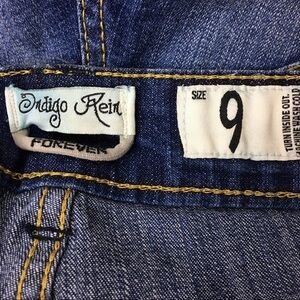 Indigo Rein
FOREVER
SIZE
9
TURN INSIDE OUT.
MACHINE WASH COLD